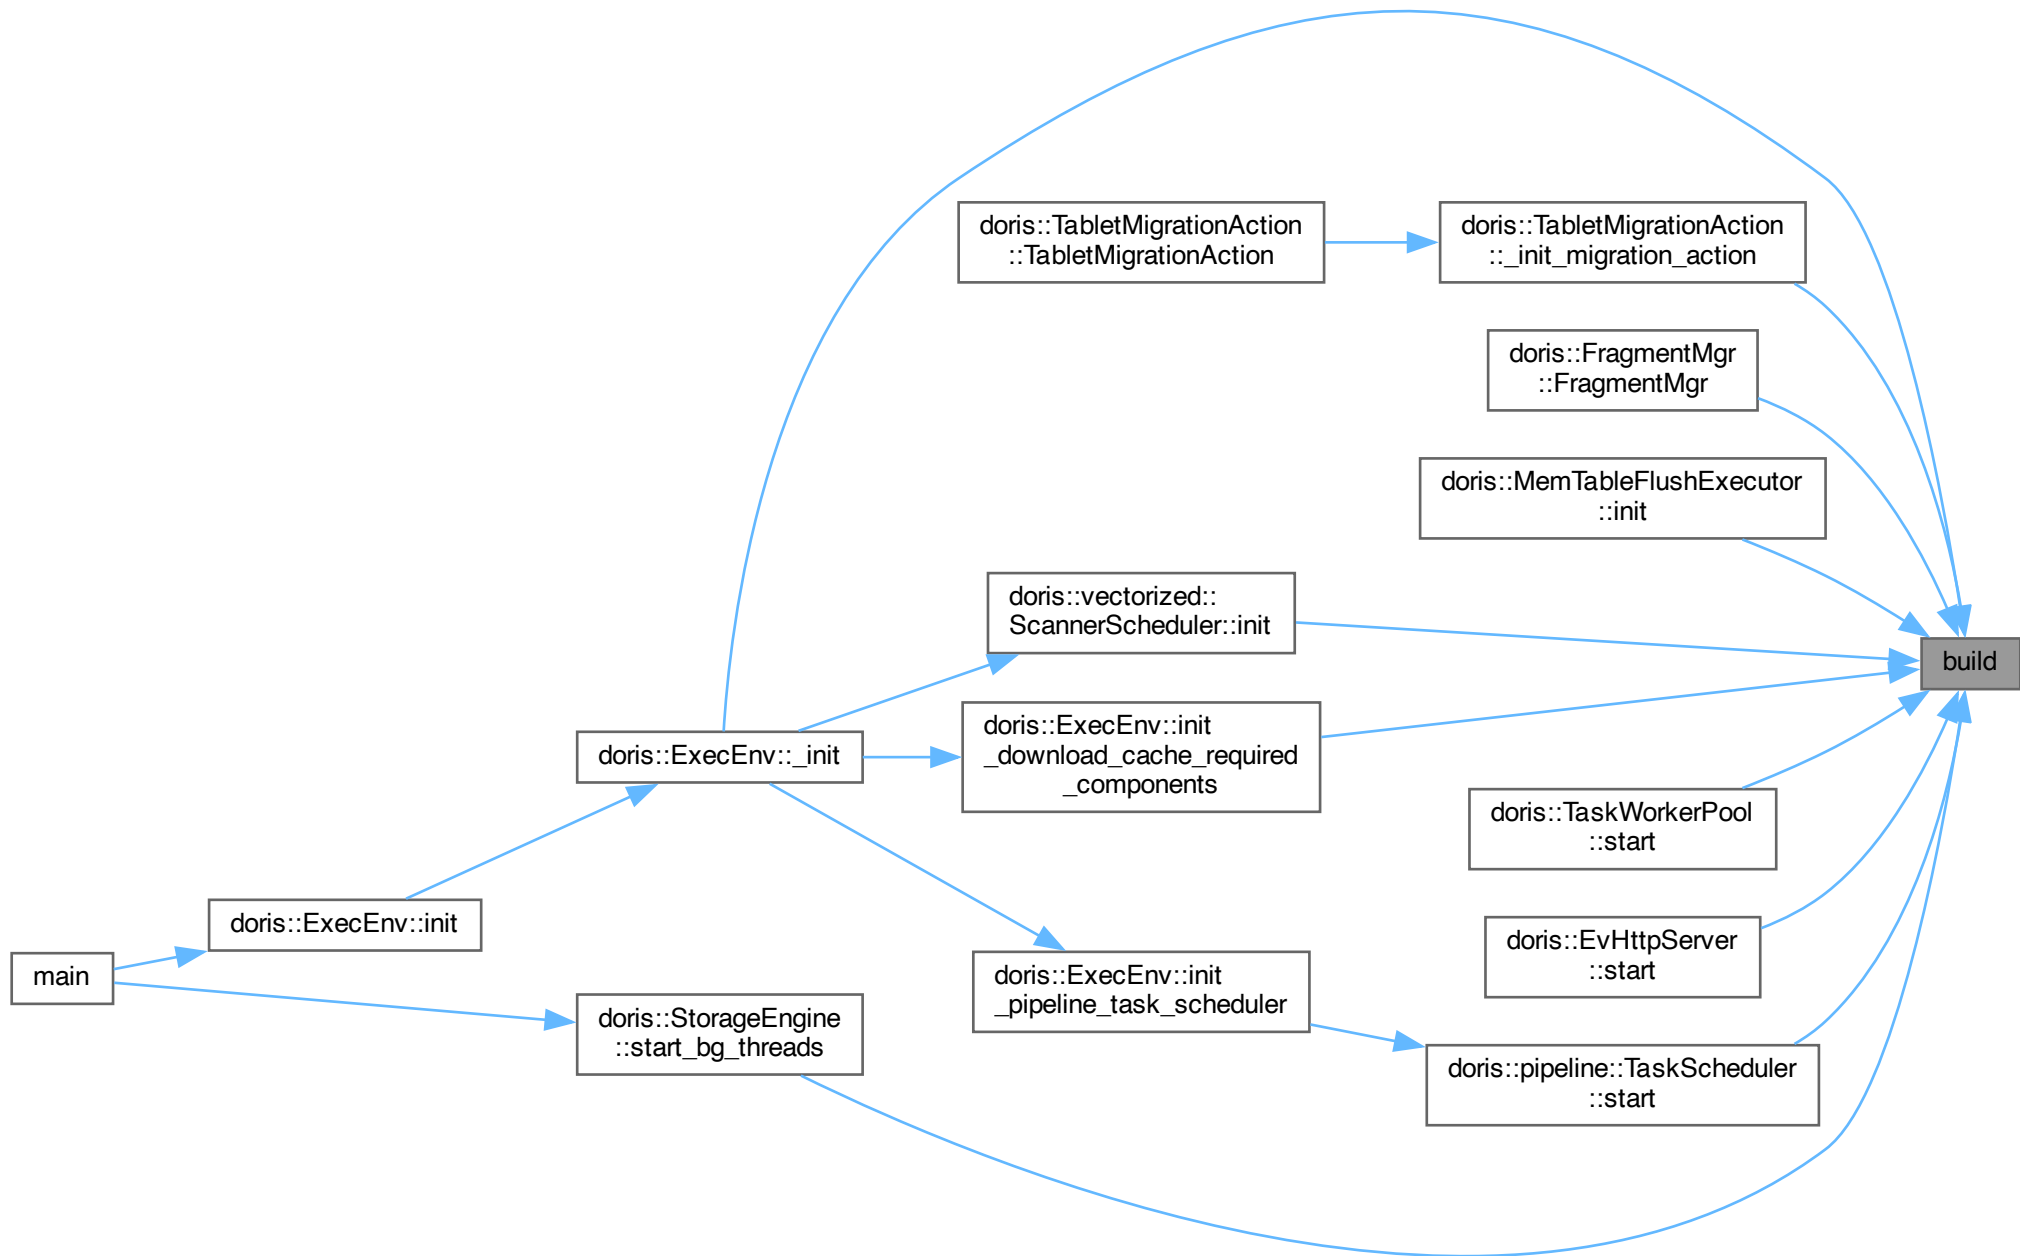 doris::TabletMigrationAction
::TabletMigrationAction
doris::TabletMigrationAction
::_init_migration_action
doris::FragmentMgr
::FragmentMgr
doris::MemTableFlushExecutor
::init
doris::vectorized::
ScannerScheduler::init
build
doris::ExecEnv::_init
doris::ExecEnv::init
_download_cache_required
_components
doris::TaskWorkerPool
::start
doris::ExecEnv::init
doris::EvHttpServer
::start
main
doris::ExecEnv::init
_pipeline_task_scheduler
doris::StorageEngine
::start_bg_threads
doris::pipeline::TaskScheduler
::start